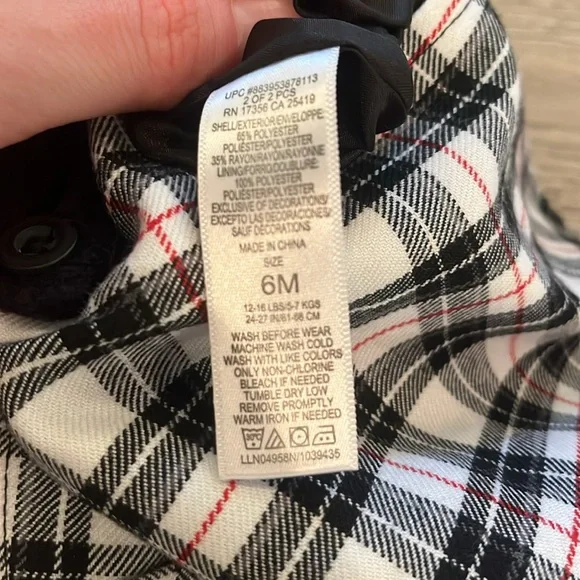 UPC #883953878113
2 OF 2 PCS
RN 17356 CA 25419
SHELL/EXTERIOR/ENVELOPPE:
65% POLYESTER
POLIÉSTER/POLYESTER
35% RAYON/RAYON/RAYONNE
LINING/FORRO/DOUBLURE:
100% POLYESTER
POLIÉSTER/POLYESTER
EXCLUSIVE OF DECORATIONS/
EXCEPTO LAS DECORACIONES/
SAUF DÉCORATIONS
MADE IN CHINA
SIZE
6M
12-16 LBS/5-7 KGS
24-27 IN/61-68 CM
WASH BEFORE WEAR
MACHINE WASH COLD
WASH WITH LIKE COLORS
ONLY NON-CHLORINE
BLEACH IF NEEDED
TUMBLE DRY LOW
REMOVE PROMPTLY
WARM IRON IF NEEDED
30°C
LLN04958N/1039435